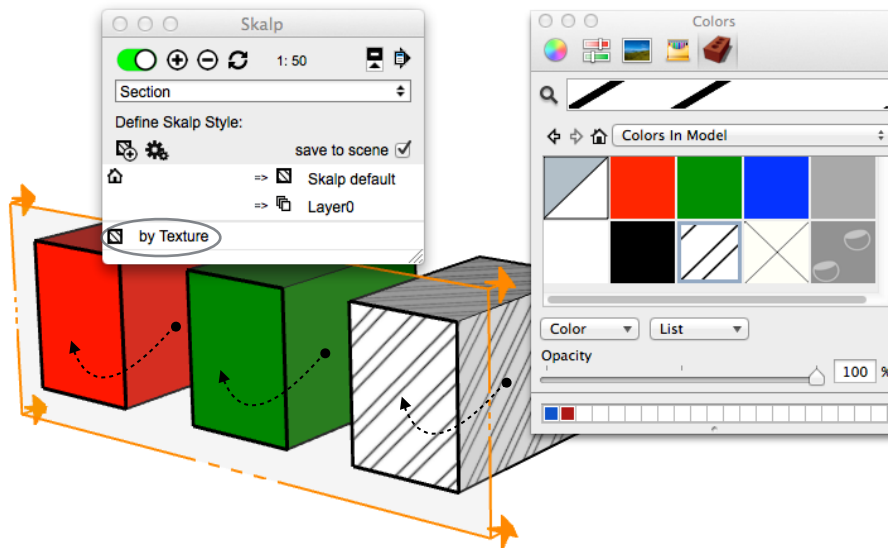 Skalp
1: 50
Section
Define Skalp Style:
save to scene
=> Skalp default
=> Layer0
by Texture
Colors
Colors In Model
Color
List
Opacity
100 %